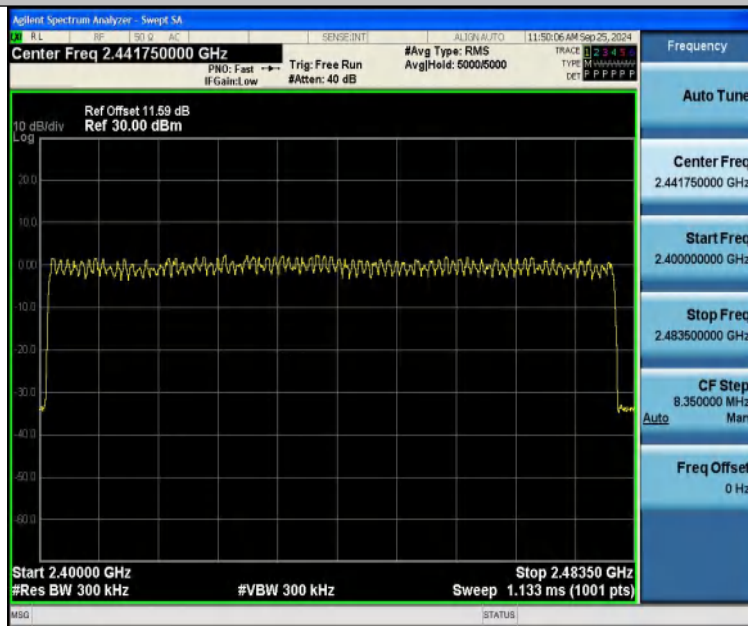 Agilent Spectrum Analyzer - Swept SA
RL RF 50 Ω AC SENSE:INT ALIGN AUTO 11:50:06 AM Sep 25, 2024
Center Freq 2.441750000 GHz
PNO: Fast
IFGain:Low
Trig: Free Run
#Atten: 40 dB
#Avg Type: RMS
Avg|Hold: 5000/5000
TRACE 1 2 3 4 5 6
TYPE M
DET P P P P P P
Ref Offset 11.59 dB
10 dB/div Ref 30.00 dBm
Log
20.0
10.0
0.00
-10.0
-20.0
-30.0
-40.0
-50.0
-60.0
Start 2.40000 GHz Stop 2.48350 GHz
#Res BW 300 kHz #VBW 300 kHz Sweep 1.133 ms (1001 pts)
MSG STATUS
Frequency
Auto Tune
Center Freq
2.441750000 GHz
Start Freq
2.400000000 GHz
Stop Freq
2.483500000 GHz
CF Step
8.350000 MHz
Auto Man
Freq Offset
0 Hz